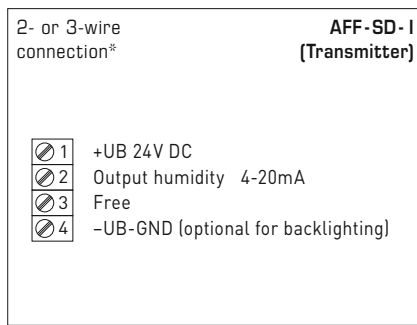 2- or 3-wire
connection*
AFF-SD-I
(Transmitter)
1 +UB 24V DC
2 Output humidity 4-20mA
3 Free
4 –UB-GND (optional for backlighting)